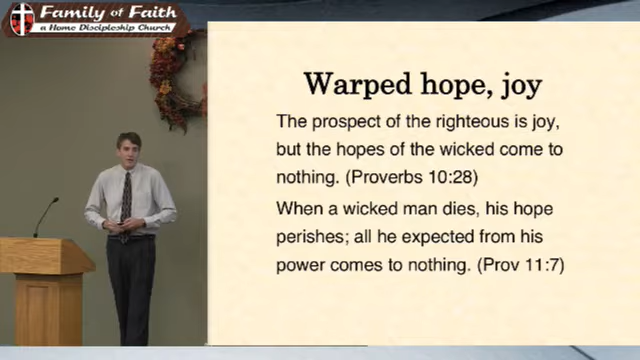 Family of Faith
a Home Discipleship Church
Warped hope, joy
The prospect of the righteous is joy,
but the hopes of the wicked come to
nothing. (Proverbs 10:28)
When a wicked man dies, his hope
perishes; all he expected from his
power comes to nothing. (Prov 11:7)